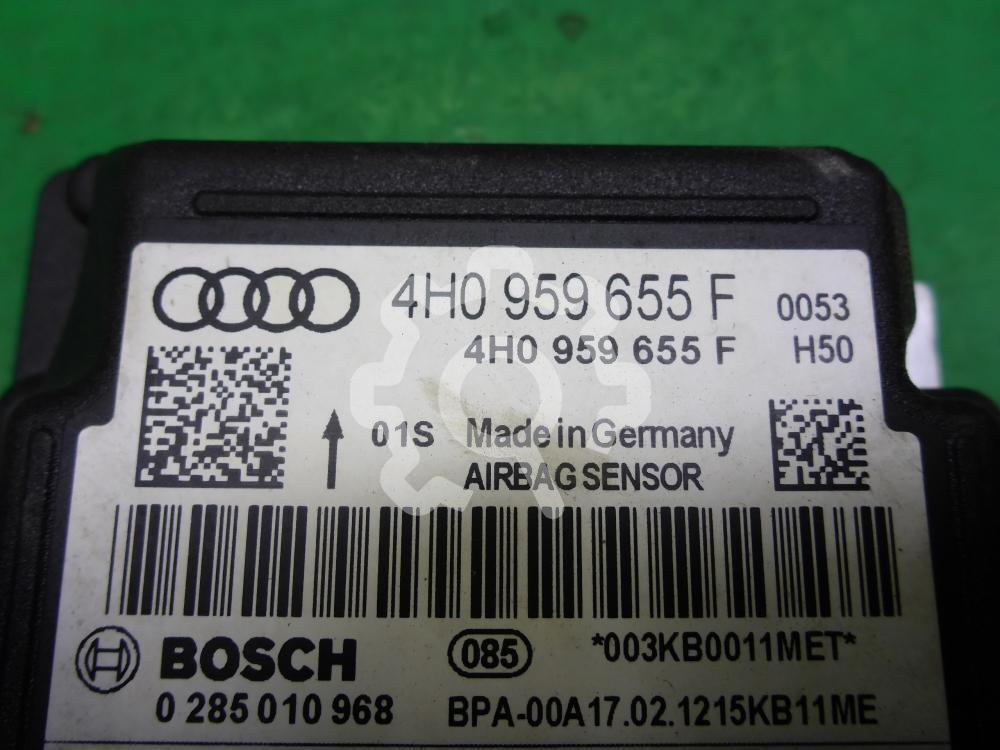 4H0 959 655 F 0053
4H0 959 655 F H50
01S Made in Germany
AIRBAG SENSOR
BOSCH 085 *003KB0011MET*
0 285 010 968 BPA-00A17.02.1215KB11ME